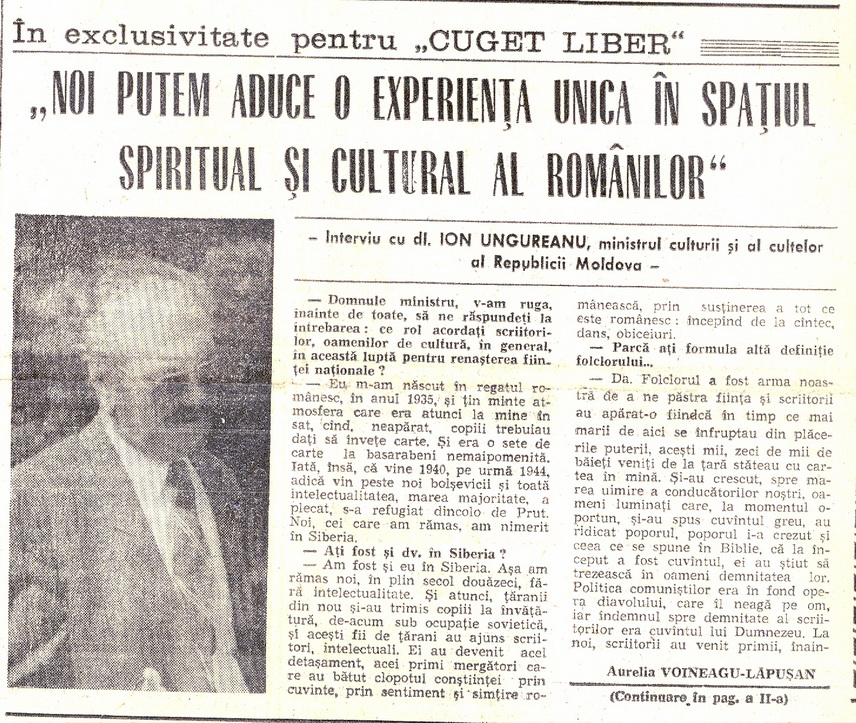 În exclusivitate pentru „CUGET LIBER“
„NOI PUTEM ADUCE O EXPERIENȚA UNICA ÎN SPAȚIUL
SPIRITUAL ȘI CULTURAL AL ROMÂNILOR“
– Interviu cu dl. ION UNGUREANU, ministrul culturii și al cultelor
al Republicii Moldova –
— Domnule ministru, v-am ruga,
înainte de toate, să ne răspundeți la
întrebarea : ce rol acordați scriitori-
lor, oamenilor de cultură, în general,
în această luptă pentru renașterea fiin-
ței naționale ?
— Eu m-am născut în regatul ro-
mânesc, în anul 1935, și țin minte at-
mosfera care era atunci la mine în
sat, cînd, neapărat, copiii trebuiau
dați să învețe carte. Și era o sete de
carte la basarabeni nemaipomenită.
Iată, însă, că vine 1940, pe urmă 1944,
adică vin peste noi bolșevicii și toată
intelectualitatea, marea majoritate, a
plecat, s-a refugiat dincolo de Prut.
Noi, cei care am rămas, am nimerit
în Siberia.
— Ați fost și dv. în Siberia ?
— Am fost și eu în Siberia. Așa am
rămas noi, în plin secol douăzeci, fă-
ră intelectualitate. Și atunci, țăranii
din nou și-au trimis copiii la învăță-
tură, de-acum sub ocupație sovietică,
și acești fii de țărani au ajuns scrii-
tori, intelectuali. Ei au devenit acel
detașament, acei primi mergători ca-
re au bătut clopotul conștiinței prin
cuvinte, prin sentiment și simțire ro-
mânească, prin susținerea a tot ce
este românesc : începînd de la cîntec,
dans, obiceiuri.
— Parcă ați formula altă definiție
folclorului...
— Da. Folclorul a fost arma noas-
tră de a ne păstra ființa și scriitorii
au apărat-o fiindcă în timp ce mai
marii de aici se înfruptau din plăce-
rile puterii, acești mii, zeci de mii de
băieți veniți de la țară stăteau cu car-
tea în mînă. Și-au crescut, spre ma-
rea uimire a conducătorilor noștri, oa-
meni luminați care, la momentul o-
portun, și-au spus cuvîntul greu, au
ridicat poporul, poporul i-a crezut și
ceea ce se spune în Biblie, că la în-
ceput a fost cuvîntul, ei au știut să
trezească în oameni demnitatea lor.
Politica comuniștilor era în fond ope-
ra diavolului, care îl neagă pe om,
iar îndemnul spre demnitate al scrii-
torilor era cuvîntul lui Dumnezeu. La
noi, scriitorii au venit primii, înain-
Aurelia VOINEAGU-LĂPUȘAN
(Continuare în pag. a II-a)